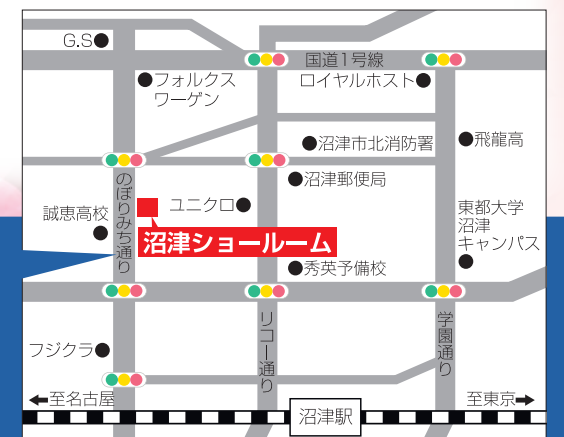 G.S
国道1号線
フォルクス
ワーゲン
ロイヤルホスト
沼津市北消防署
飛龍高
沼津郵便局
のぼりみち通り
ユニクロ
誠恵高校
東都大学
沼津
キャンパス
沼津ショールーム
秀英予備校
リコー通り
学園通り
フジクラ
←至名古屋
至東京→
沼津駅